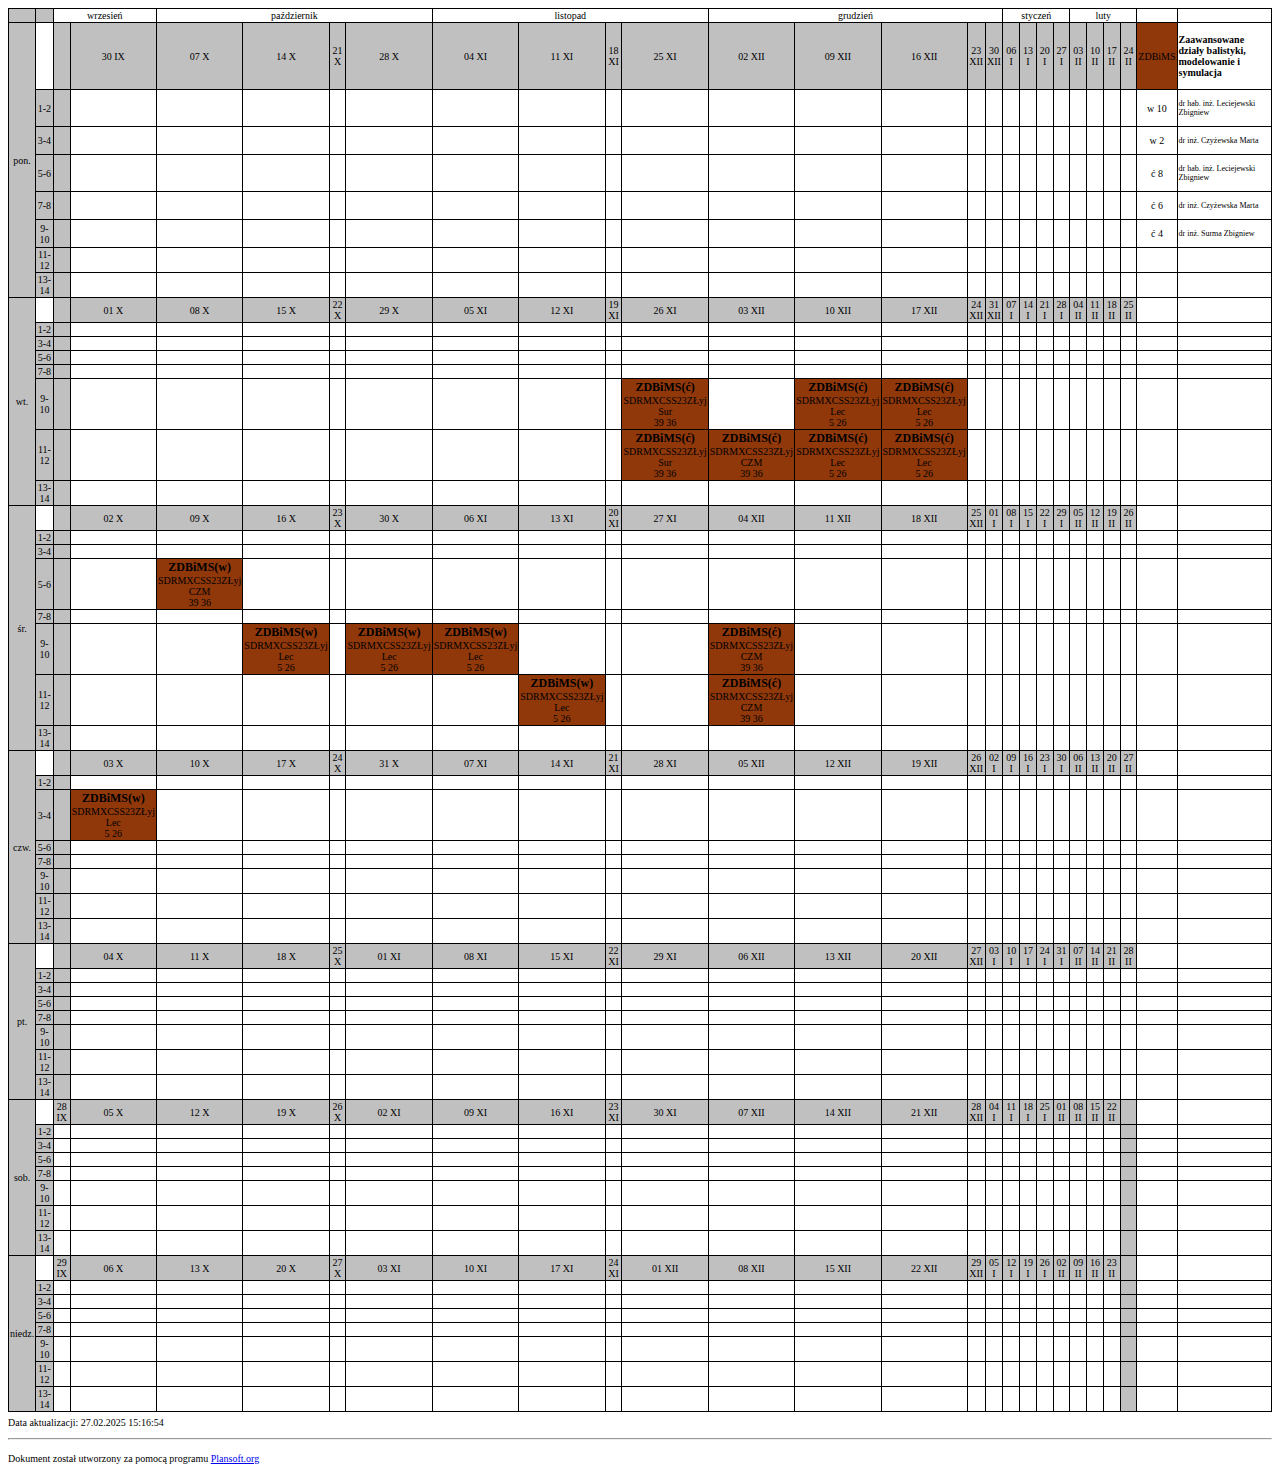 wrzesień październik listopad grudzień styczeń luty
pon. 30 IX 07 X 14 X 21 X 28 X 04 XI 11 XI 18 XI 25 XI 02 XII 09 XII 16 XII 23 XII 30 XII 06 I 13 I 20 I 27 I 03 II 10 II 17 II 24 II ZDBiMS Zaawansowane działy balistyki, modelowanie i symulacja
1-2 w 10 dr hab. inż. Leciejewski Zbigniew
3-4 w 2 dr inż. Czyżewska Marta
5-6 ć 8 dr hab. inż. Leciejewski Zbigniew
7-8 ć 6 dr inż. Czyżewska Marta
9-10 ć 4 dr inż. Surma Zbigniew
11-12
13-14
wt. 01 X 08 X 15 X 22 X 29 X 05 XI 12 XI 19 XI 26 XI 03 XII 10 XII 17 XII 24 XII 31 XII 07 I 14 I 21 I 28 I 04 II 11 II 18 II 25 II
1-2
3-4
5-6
7-8
9-10 ZDBiMS(ć) SDRMXCSS23ZŁyj Sur 39 36 ZDBiMS(ć) SDRMXCSS23ZŁyj Lec 5 26 ZDBiMS(ć) SDRMXCSS23ZŁyj Lec 5 26
11-12 ZDBiMS(ć) SDRMXCSS23ZŁyj Sur 39 36 ZDBiMS(ć) SDRMXCSS23ZŁyj CZM 39 36 ZDBiMS(ć) SDRMXCSS23ZŁyj Lec 5 26 ZDBiMS(ć) SDRMXCSS23ZŁyj Lec 5 26
13-14
śr. 02 X 09 X 16 X 23 X 30 X 06 XI 13 XI 20 XI 27 XI 04 XII 11 XII 18 XII 25 XII 01 I 08 I 15 I 22 I 29 I 05 II 12 II 19 II 26 II
1-2
3-4
5-6 ZDBiMS(w) SDRMXCSS23ZŁyj CZM 39 36
7-8
9-10 ZDBiMS(w) SDRMXCSS23ZŁyj Lec 5 26 ZDBiMS(w) SDRMXCSS23ZŁyj Lec 5 26 ZDBiMS(w) SDRMXCSS23ZŁyj Lec 5 26 ZDBiMS(ć) SDRMXCSS23ZŁyj CZM 39 36
11-12 ZDBiMS(w) SDRMXCSS23ZŁyj Lec 5 26 ZDBiMS(ć) SDRMXCSS23ZŁyj CZM 39 36
13-14
czw. 03 X 10 X 17 X 24 X 31 X 07 XI 14 XI 21 XI 28 XI 05 XII 12 XII 19 XII 26 XII 02 I 09 I 16 I 23 I 30 I 06 II 13 II 20 II 27 II
1-2
3-4 ZDBiMS(w) SDRMXCSS23ZŁyj Lec 5 26
5-6
7-8
9-10
11-12
13-14
pt. 04 X 11 X 18 X 25 X 01 XI 08 XI 15 XI 22 XI 29 XI 06 XII 13 XII 20 XII 27 XII 03 I 10 I 17 I 24 I 31 I 07 II 14 II 21 II 28 II
1-2
3-4
5-6
7-8
9-10
11-12
13-14
sob. 28 IX 05 X 12 X 19 X 26 X 02 XI 09 XI 16 XI 23 XI 30 XI 07 XII 14 XII 21 XII 28 XII 04 I 11 I 18 I 25 I 01 II 08 II 15 II 22 II
1-2
3-4
5-6
7-8
9-10
11-12
13-14
niedz 29 IX 06 X 13 X 20 X 27 X 03 XI 10 XI 17 XI 24 XI 01 XII 08 XII 15 XII 22 XII 29 XII 05 I 12 I 19 I 26 I 02 II 09 II 16 II 23 II
1-2
3-4
5-6
7-8
9-10
11-12
13-14
Data aktualizacji: 27.02.2025 15:16:54
Dokument został utworzony za pomocą programu Plansoft.org